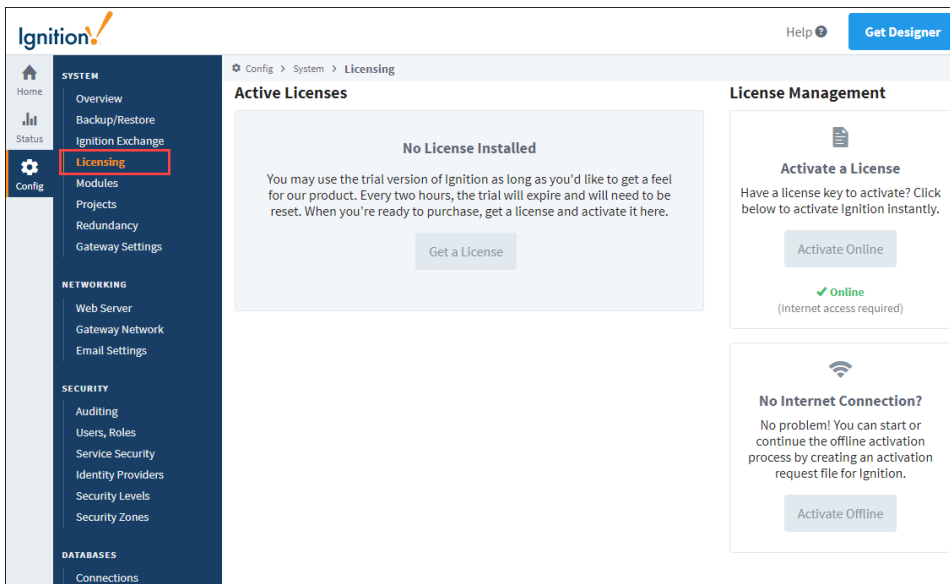 Ignition!
Help ?
Get Designer
Home
Status
Config
SYSTEM
Overview
Backup/Restore
Ignition Exchange
Licensing
Modules
Projects
Redundancy
Gateway Settings
NETWORKING
Web Server
Gateway Network
Email Settings
SECURITY
Auditing
Users, Roles
Service Security
Identity Providers
Security Levels
Security Zones
DATABASES
Connections
Config > System > Licensing
Active Licenses
No License Installed
You may use the trial version of Ignition as long as you'd like to get a feel
for our product. Every two hours, the trial will expire and will need to be
reset. When you're ready to purchase, get a license and activate it here.
Get a License
License Management
Activate a License
Have a license key to activate? Click
below to activate Ignition instantly.
Activate Online
Online
(Internet access required)
No Internet Connection?
No problem! You can start or
continue the offline activation
process by creating an activation
request file for Ignition.
Activate Offline